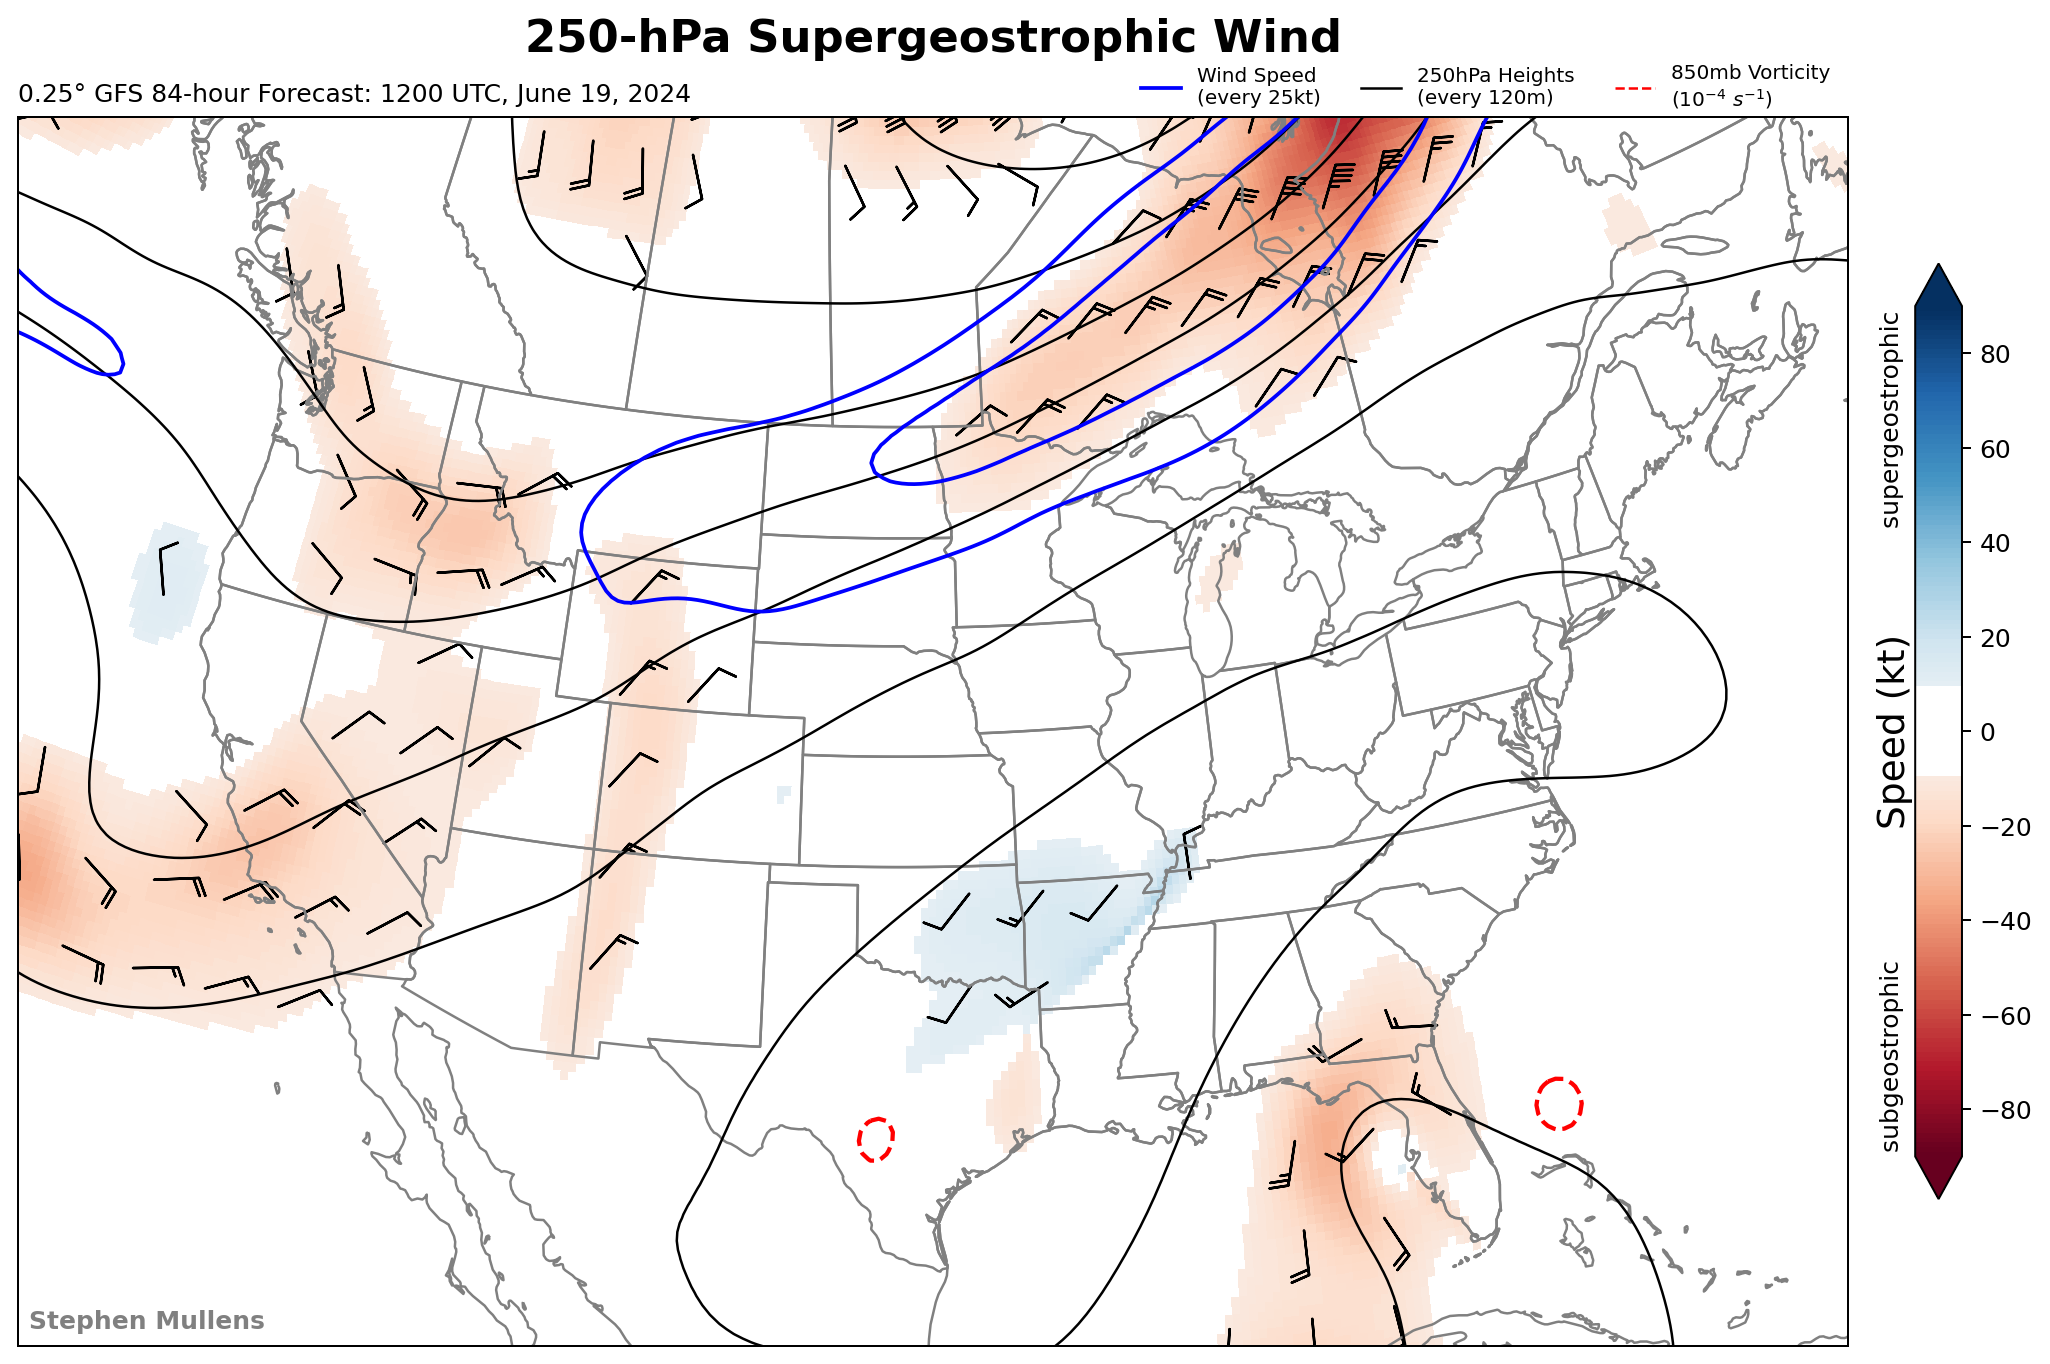 250-hPa Supergeostrophic Wind
0.25° GFS 84-hour Forecast: 1200 UTC, June 19, 2024
Wind Speed
(every 25kt)
250hPa Heights
(every 120m)
850mb Vorticity
(10⁻⁴ s⁻¹)
supergeostrophic
Speed (kt)
subgeostrophic
80
60
40
20
0
−20
−40
−60
−80
Stephen Mullens